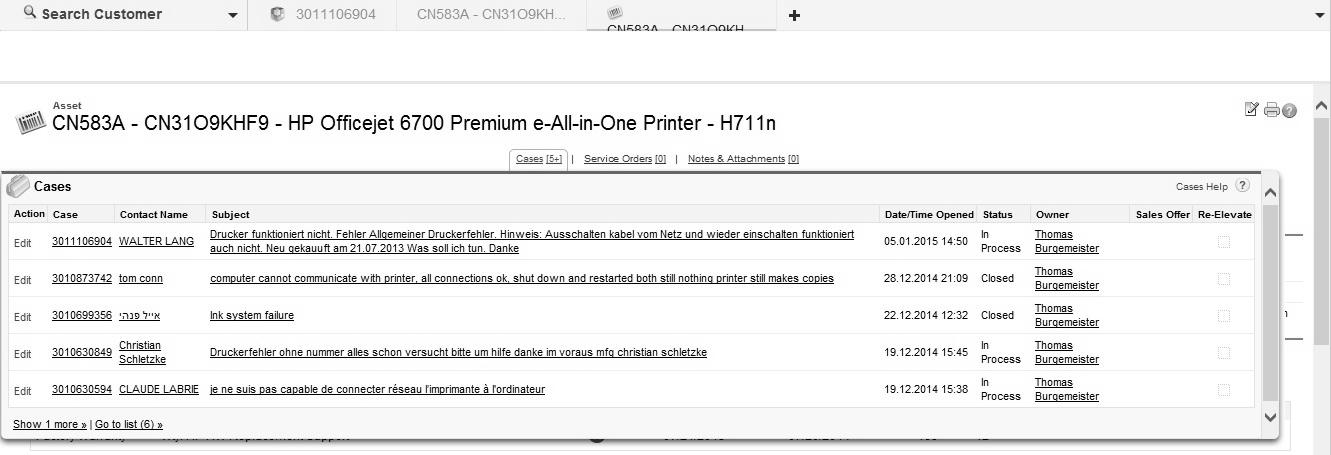 Search Customer
3011106904
CN583A - CN31O9KH...
Asset
CN583A - CN31O9KHF9 - HP Officejet 6700 Premium e-All-in-One Printer - H711n
Cases [5+] | Service Orders [0] | Notes & Attachments [0]
Cases
Cases Help
Action Case Contact Name Subject Date/Time Opened Status Owner Sales Offer Re-Elevate
Edit 3011106904 WALTER LANG Drucker funktioniert nicht. Fehler Allgemeiner Druckerfehler. Hinweis: Ausschalten kabel vom Netz und wieder einschalten funktioniert
auch nicht. Neu gekauuft am 21.07.2013 Was soll ich tun. Danke
05.01.2015 14:50 In
Process
Thomas
Burgemeister
Edit 3010873742 tom conn computer cannot communicate with printer, all connections ok, shut down and restarted both still nothing printer still makes copies 28.12.2014 21:09 Closed
Thomas
Burgemeister
Edit 3010699356 אייל פנהי Ink system failure 22.12.2014 12:32 Closed
Thomas
Burgemeister
Edit 3010630849 Christian
Schletzke
Druckerfehler ohne nummer alles schon versucht bitte um hilfe danke im voraus mfg christian schletzke 19.12.2014 15:45 In
Process
Thomas
Burgemeister
Edit 3010630594 CLAUDE LABRIE je ne suis pas capable de connecter réseau l'imprimante à l'ordinateur 19.12.2014 15:38 In
Process
Thomas
Burgemeister
Show 1 more » | Go to list (6) »